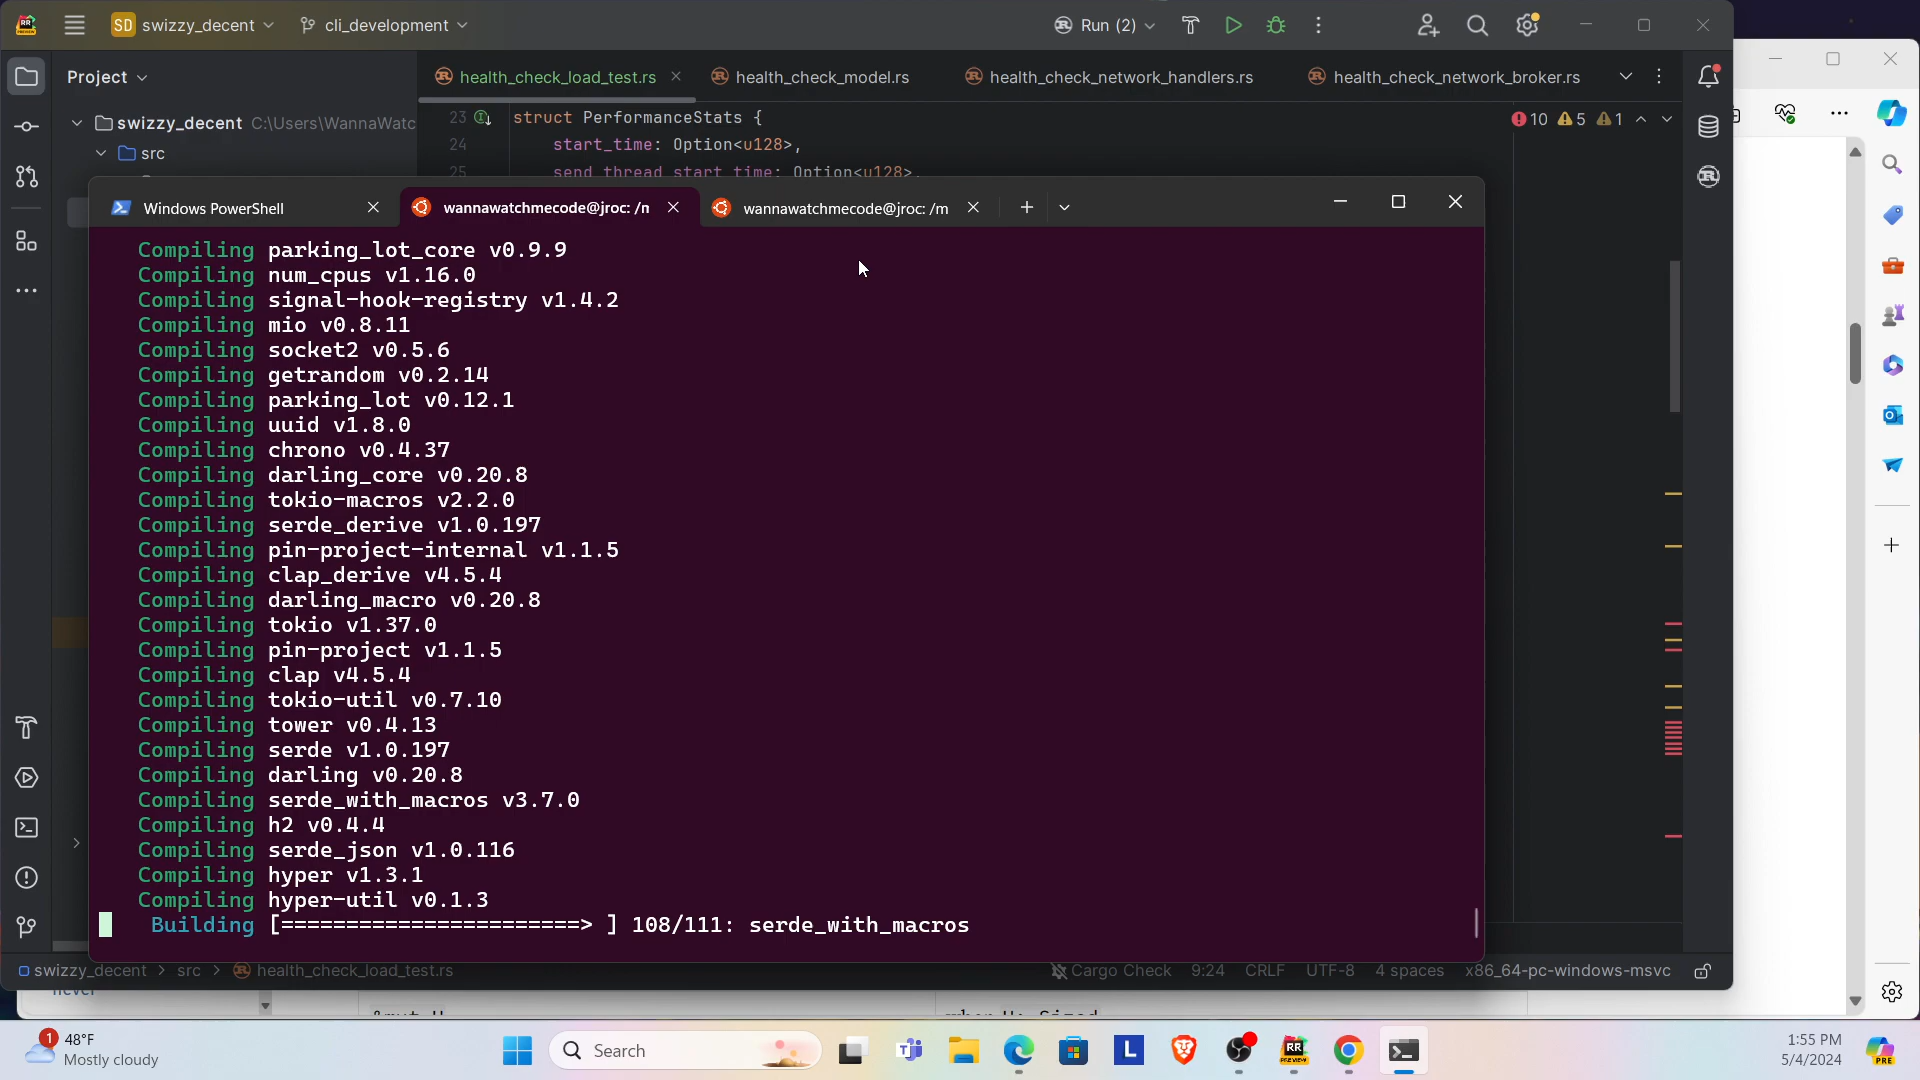 SD swizzy_decent cli_development Run (2)
Project
health_check_load_test.rs health_check_model.rs health_check_network_handlers.rs health_check_network_broker.rs
swizzy_decent C:\Users\WannaWatc
src
23 struct PerformanceStats {
10 5 1
24 start_time: Option<u128>,
25 send_thread_start_time: Option<u128>,
Windows PowerShell wannawatchmecode@jroc: /n wannawatchmecode@jroc: /m
Compiling parking_lot_core v0.9.9
Compiling num_cpus v1.16.0
Compiling signal-hook-registry v1.4.2
Compiling mio v0.8.11
Compiling socket2 v0.5.6
Compiling getrandom v0.2.14
Compiling parking_lot v0.12.1
Compiling uuid v1.8.0
Compiling chrono v0.4.37
Compiling darling_core v0.20.8
Compiling tokio-macros v2.2.0
Compiling serde_derive v1.0.197
Compiling pin-project-internal v1.1.5
Compiling clap_derive v4.5.4
Compiling darling_macro v0.20.8
Compiling tokio v1.37.0
Compiling pin-project v1.1.5
Compiling clap v4.5.4
Compiling tokio-util v0.7.10
Compiling tower v0.4.13
Compiling serde v1.0.197
Compiling darling v0.20.8
Compiling serde_with_macros v3.7.0
Compiling h2 v0.4.4
Compiling serde_json v1.0.116
Compiling hyper v1.3.1
Compiling hyper-util v0.1.3
Building [=======================> ] 108/111: serde_with_macros
swizzy_decent > src > health_check_load_test.rs Cargo Check 9:24 CRLF UTF-8 4 spaces x86_64-pc-windows-msvc
1 48°F
Mostly cloudy
Search
L
RR
PREVIEW
1:55 PM
5/4/2024
PRE